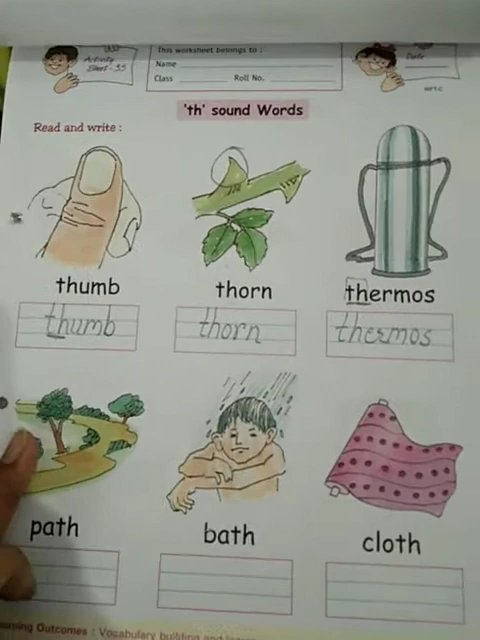 Activity
Sheet - 35
This worksheet belongs to :
Name
Class Roll No.
Date
'th' sound Words
Read and write :
thumb thorn thermos
thumb thorn thermos
path bath cloth
Outcomes : Vocabulary building and